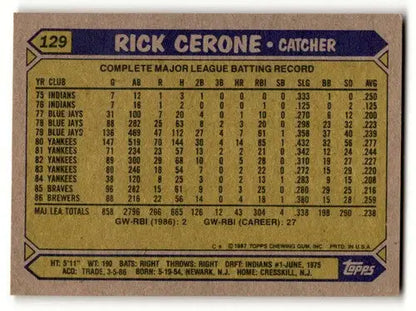 129 RICK CERONE • CATCHER
COMPLETE MAJOR LEAGUE BATTING RECORD
YR CLUB G AB R H 2B 3B HR RBI SB SLG BB SO AVG
75 INDIANS 7 12 1 3 1 0 0 0 0 .333 1 0 .250
76 INDIANS 7 16 1 2 0 0 0 1 0 .125 0 2 .125
77 BLUE JAYS 31 100 7 20 4 0 1 10 0 .270 6 12 .200
78 BLUE JAYS 88 282 25 63 8 2 3 20 0 .298 23 32 .223
79 BLUE JAYS 136 469 47 112 27 4 7 61 1 .358 37 40 .239
80 YANKEES 147 519 70 144 30 4 14 85 1 .432 32 56 .277
81 YANKEES 71 234 23 57 13 2 2 21 0 .342 12 24 .244
82 YANKEES 89 300 29 68 10 0 5 28 0 .310 19 27 .227
83 YANKEES 80 246 18 54 7 0 2 22 0 .272 15 29 .220
84 YANKEES 38 120 8 25 3 0 2 13 1 .283 9 15 .208
85 BRAVES 96 282 15 61 9 0 3 25 0 .280 29 25 .216
86 BREWERS 68 216 22 56 14 0 4 18 1 .380 15 28 .259
MAJ LEA TOTALS 858 2796 266 665 126 12 43 304 4 .338 198 290 .238
GW-RBI (1986): 2 GW-RBI (CAREER): 27
©1987 TOPPS CHEWING GUM, INC. PRTD. IN U.S.A.
HT: 5'11" WT: 190 BATS: RIGHT THROWS: RIGHT DRFT: INDIANS #1-JUNE, 1975
ACQ: TRADE, 3-5-86 BORN: 5-19-54, NEWARK, N.J. HOME: CRESSKILL, N.J.
Topps